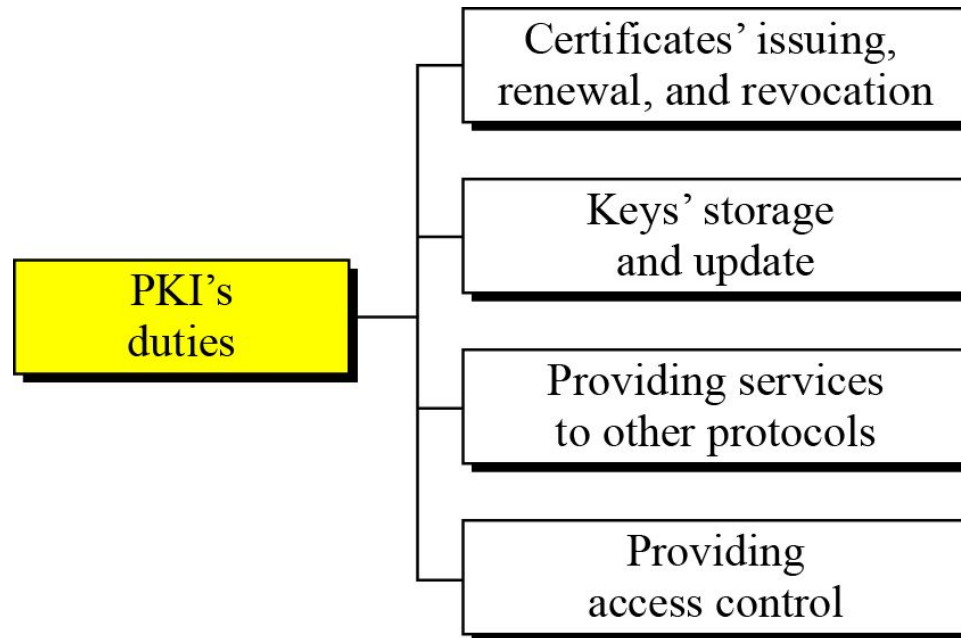 Certificates’ issuing,
renewal, and revocation
Keys’ storage
and update
PKI’s
duties
Providing services
to other protocols
Providing
access control